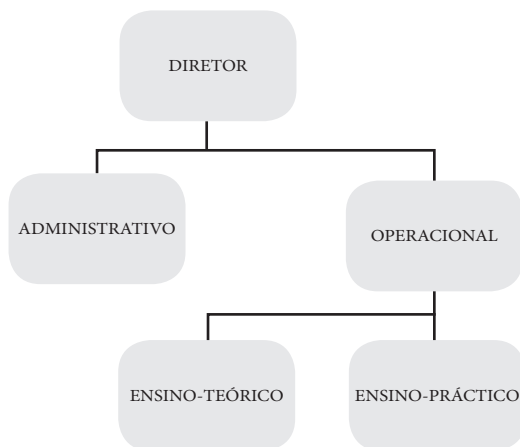 DIRETOR
ADMINISTRATIVO
OPERACIONAL
ENSINO-TEÓRICO
ENSINO-PRÁCTICO